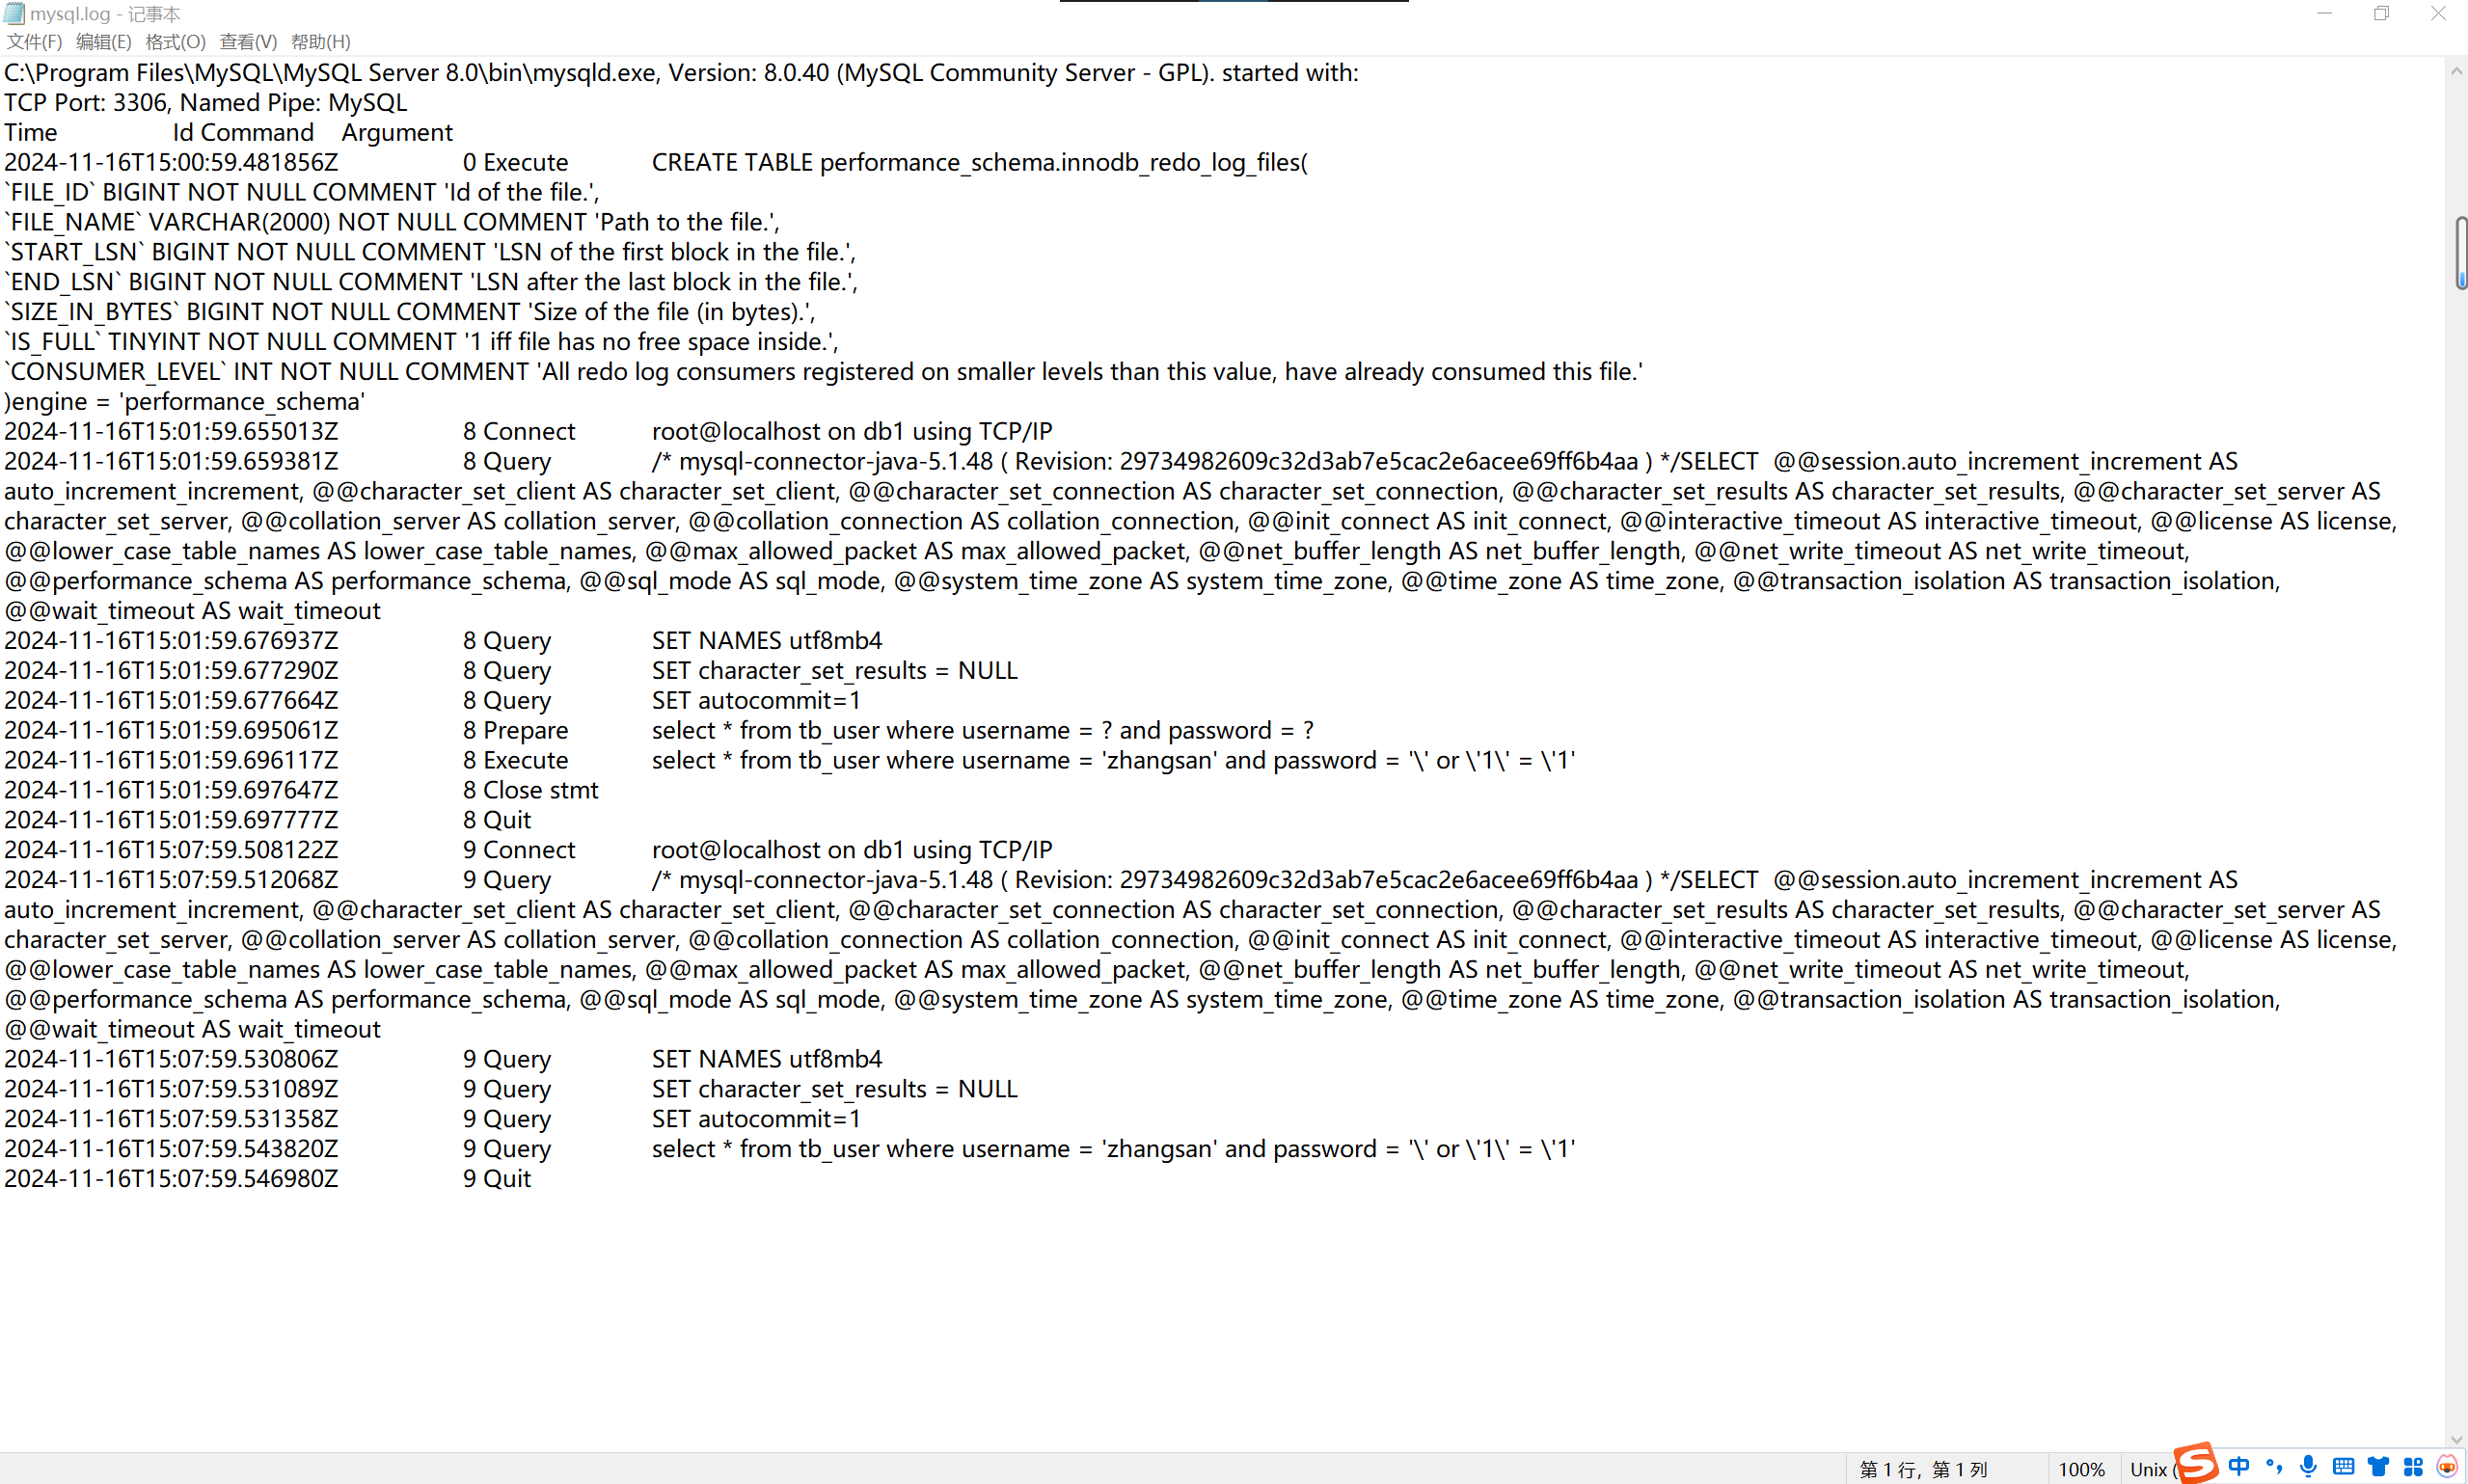 mysql.log - 记事本
文件(F) 编辑(E) 格式(O) 查看(V) 帮助(H)
C:\Program Files\MySQL\MySQL Server 8.0\bin\mysqld.exe, Version: 8.0.40 (MySQL Community Server - GPL). started with:
TCP Port: 3306, Named Pipe: MySQL
Time Id Command Argument
2024-11-16T15:00:59.481856Z 0 Execute CREATE TABLE performance_schema.innodb_redo_log_files(
`FILE_ID` BIGINT NOT NULL COMMENT 'Id of the file.',
`FILE_NAME` VARCHAR(2000) NOT NULL COMMENT 'Path to the file.',
`START_LSN` BIGINT NOT NULL COMMENT 'LSN of the first block in the file.',
`END_LSN` BIGINT NOT NULL COMMENT 'LSN after the last block in the file.',
`SIZE_IN_BYTES` BIGINT NOT NULL COMMENT 'Size of the file (in bytes).',
`IS_FULL` TINYINT NOT NULL COMMENT '1 iff file has no free space inside.',
`CONSUMER_LEVEL` INT NOT NULL COMMENT 'All redo log consumers registered on smaller levels than this value, have already consumed this file.'
)engine = 'performance_schema'
2024-11-16T15:01:59.655013Z 8 Connect root@localhost on db1 using TCP/IP
2024-11-16T15:01:59.659381Z 8 Query /* mysql-connector-java-5.1.48 ( Revision: 29734982609c32d3ab7e5cac2e6acee69ff6b4aa ) */SELECT  @@session.auto_increment_increment AS
auto_increment_increment, @@character_set_client AS character_set_client, @@character_set_connection AS character_set_connection, @@character_set_results AS character_set_results, @@character_set_server AS
character_set_server, @@collation_server AS collation_server, @@collation_connection AS collation_connection, @@init_connect AS init_connect, @@interactive_timeout AS interactive_timeout, @@license AS license,
@@lower_case_table_names AS lower_case_table_names, @@max_allowed_packet AS max_allowed_packet, @@net_buffer_length AS net_buffer_length, @@net_write_timeout AS net_write_timeout,
@@performance_schema AS performance_schema, @@sql_mode AS sql_mode, @@system_time_zone AS system_time_zone, @@time_zone AS time_zone, @@transaction_isolation AS transaction_isolation,
@@wait_timeout AS wait_timeout
2024-11-16T15:01:59.676937Z 8 Query SET NAMES utf8mb4
2024-11-16T15:01:59.677290Z 8 Query SET character_set_results = NULL
2024-11-16T15:01:59.677664Z 8 Query SET autocommit=1
2024-11-16T15:01:59.695061Z 8 Prepare select * from tb_user where username = ? and password = ?
2024-11-16T15:01:59.696117Z 8 Execute select * from tb_user where username = 'zhangsan' and password = '\' or \'1\' = \'1'
2024-11-16T15:01:59.697647Z 8 Close stmt
2024-11-16T15:01:59.697777Z 8 Quit
2024-11-16T15:07:59.508122Z 9 Connect root@localhost on db1 using TCP/IP
2024-11-16T15:07:59.512068Z 9 Query /* mysql-connector-java-5.1.48 ( Revision: 29734982609c32d3ab7e5cac2e6acee69ff6b4aa ) */SELECT  @@session.auto_increment_increment AS
auto_increment_increment, @@character_set_client AS character_set_client, @@character_set_connection AS character_set_connection, @@character_set_results AS character_set_results, @@character_set_server AS
character_set_server, @@collation_server AS collation_server, @@collation_connection AS collation_connection, @@init_connect AS init_connect, @@interactive_timeout AS interactive_timeout, @@license AS license,
@@lower_case_table_names AS lower_case_table_names, @@max_allowed_packet AS max_allowed_packet, @@net_buffer_length AS net_buffer_length, @@net_write_timeout AS net_write_timeout,
@@performance_schema AS performance_schema, @@sql_mode AS sql_mode, @@system_time_zone AS system_time_zone, @@time_zone AS time_zone, @@transaction_isolation AS transaction_isolation,
@@wait_timeout AS wait_timeout
2024-11-16T15:07:59.530806Z 9 Query SET NAMES utf8mb4
2024-11-16T15:07:59.531089Z 9 Query SET character_set_results = NULL
2024-11-16T15:07:59.531358Z 9 Query SET autocommit=1
2024-11-16T15:07:59.543820Z 9 Query select * from tb_user where username = 'zhangsan' and password = '\' or \'1\' = \'1'
2024-11-16T15:07:59.546980Z 9 Quit
第 1 行，第 1 列 100% Unix ( S 中